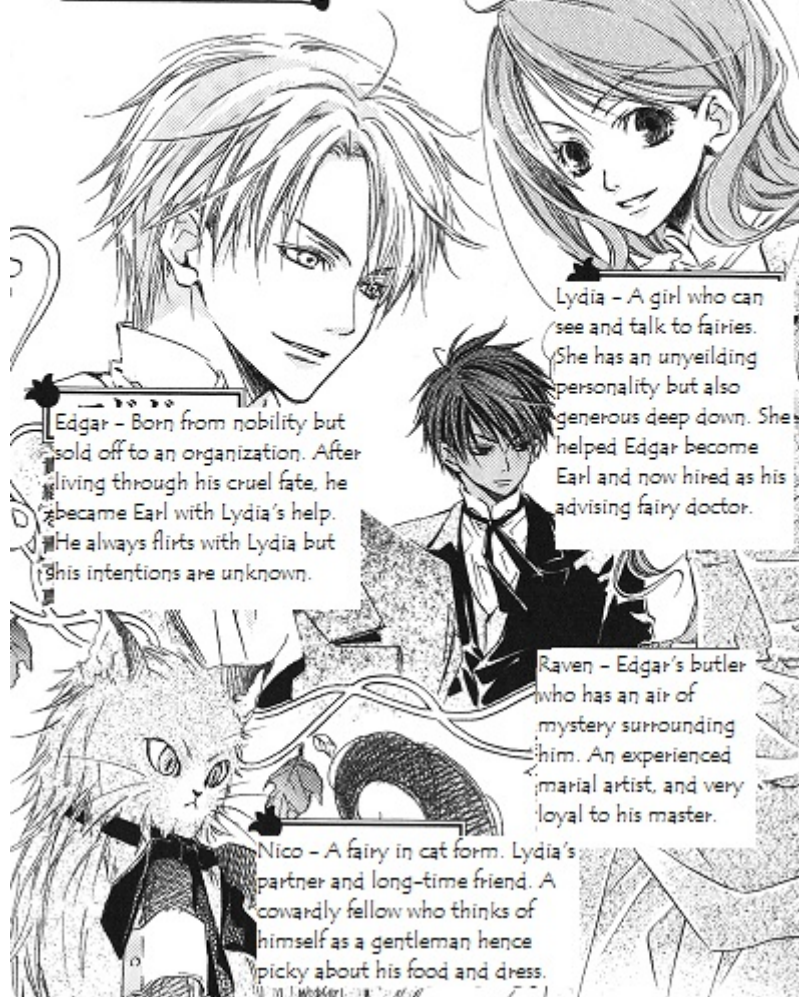 Edgar – Born from nobility but
sold off to an organization. After
living through his cruel fate, he
became Earl with Lydia's help.
He always flirts with Lydia but
his intentions are unknown.
Lydia – A girl who can
see and talk to fairies.
She has an unyeilding
personality but also
generous deep down. She
helped Edgar become
Earl and now hired as his
advising fairy doctor.
Raven – Edgar's butler
who has an air of
mystery surrounding
him. An experienced
marial artist, and very
loyal to his master.
Nico – A fairy in cat form. Lydia's
partner and long-time friend. A
cowardly fellow who thinks of
himself as a gentleman hence
picky about his food and dress.